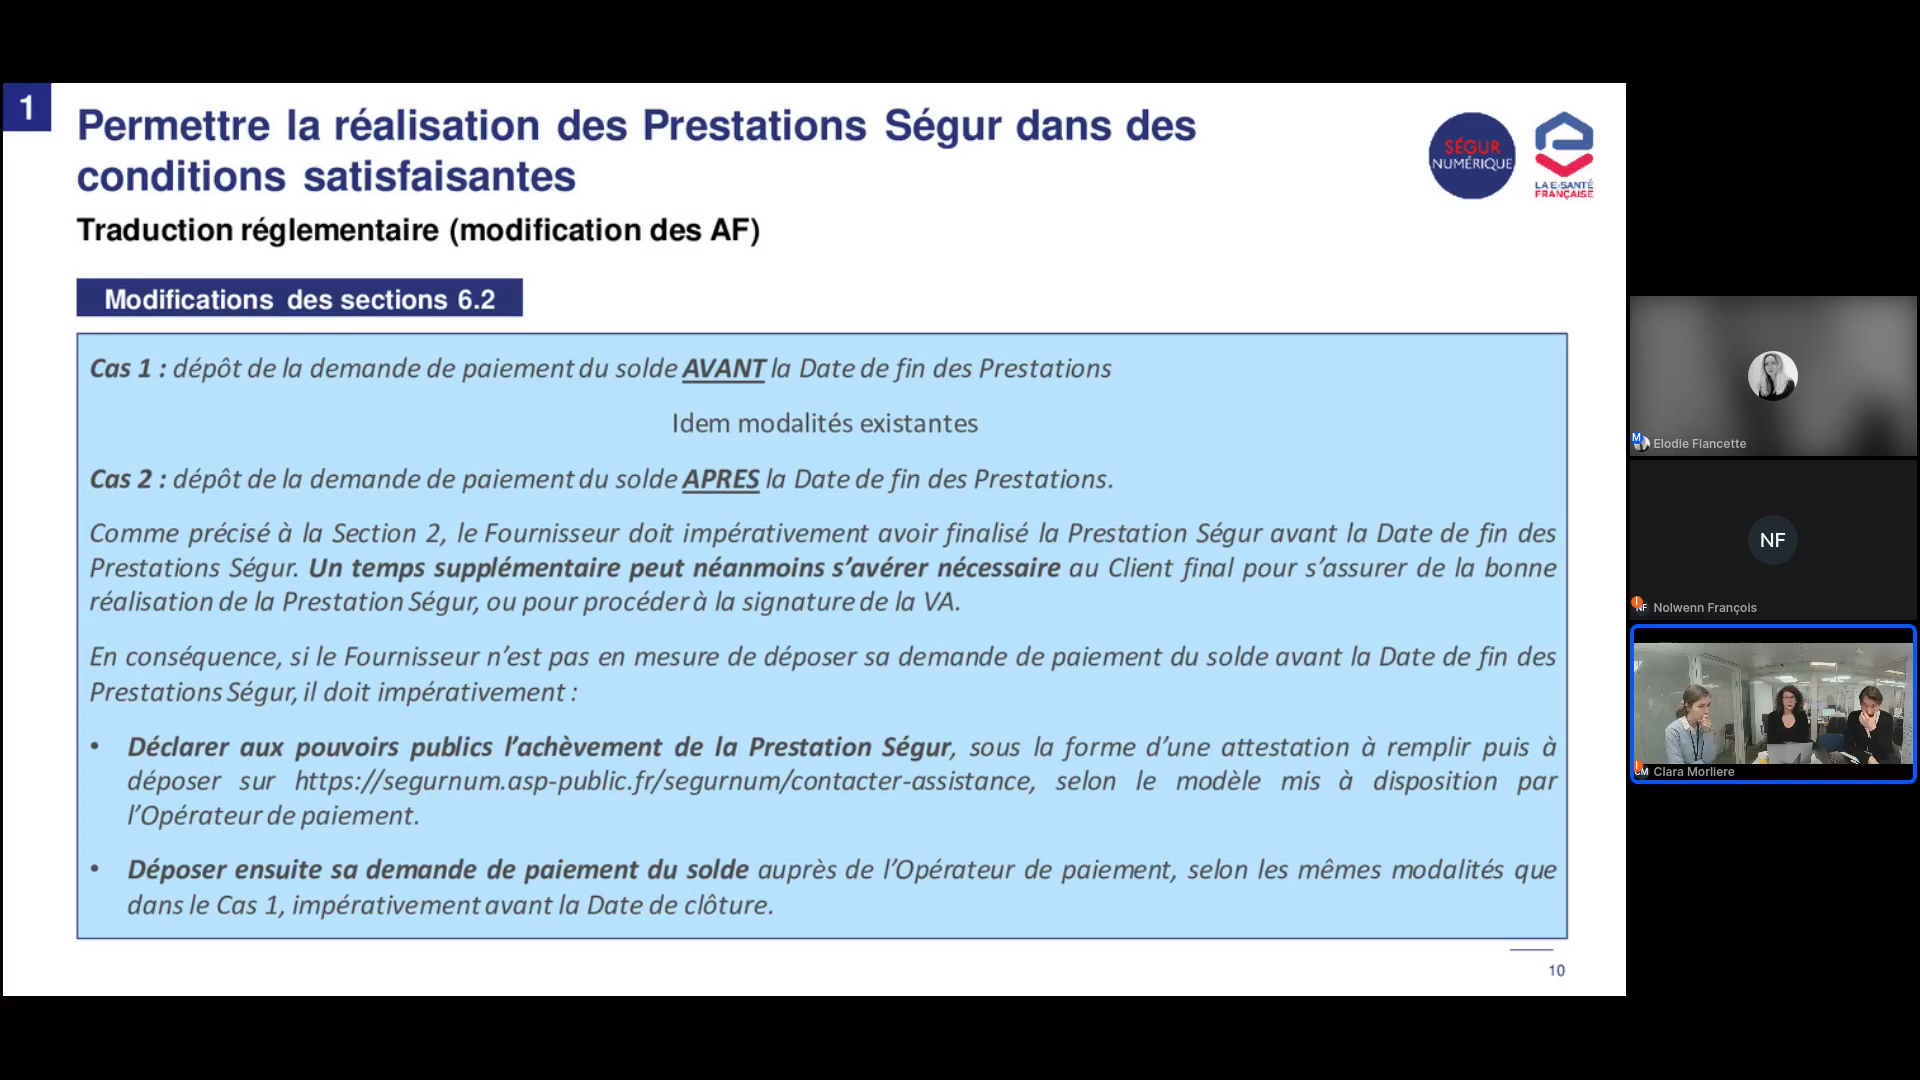 1
Permettre la réalisation des Prestations Ségur dans des
conditions satisfaisantes
Traduction réglementaire (modification des AF)
SÉGUR
NUMÉRIQUE
LA E-SANTÉ
FRANÇAISE
Modifications des sections 6.2
Cas 1 : dépôt de la demande de paiement du solde AVANT la Date de fin des Prestations
Idem modalités existantes
Cas 2 : dépôt de la demande de paiement du solde APRES la Date de fin des Prestations.
Comme précisé à la Section 2, le Fournisseur doit impérativement avoir finalisé la Prestation Ségur avant la Date de fin des
Prestations Ségur. Un temps supplémentaire peut néanmoins s’avérer nécessaire au Client final pour s’assurer de la bonne
réalisation de la Prestation Ségur, ou pour procéder à la signature de la VA.
En conséquence, si le Fournisseur n’est pas en mesure de déposer sa demande de paiement du solde avant la Date de fin des
Prestations Ségur, il doit impérativement :
• Déclarer aux pouvoirs publics l’achèvement de la Prestation Ségur, sous la forme d’une attestation à remplir puis à
déposer sur https://segurnum.asp-public.fr/segurnum/contacter-assistance, selon le modèle mis à disposition par
l’Opérateur de paiement.
• Déposer ensuite sa demande de paiement du solde auprès de l’Opérateur de paiement, selon les mêmes modalités que
dans le Cas 1, impérativement avant la Date de clôture.
10
M
Elodie Fiancette
NF
NF
Nolwenn François
CM
Clara Morliere